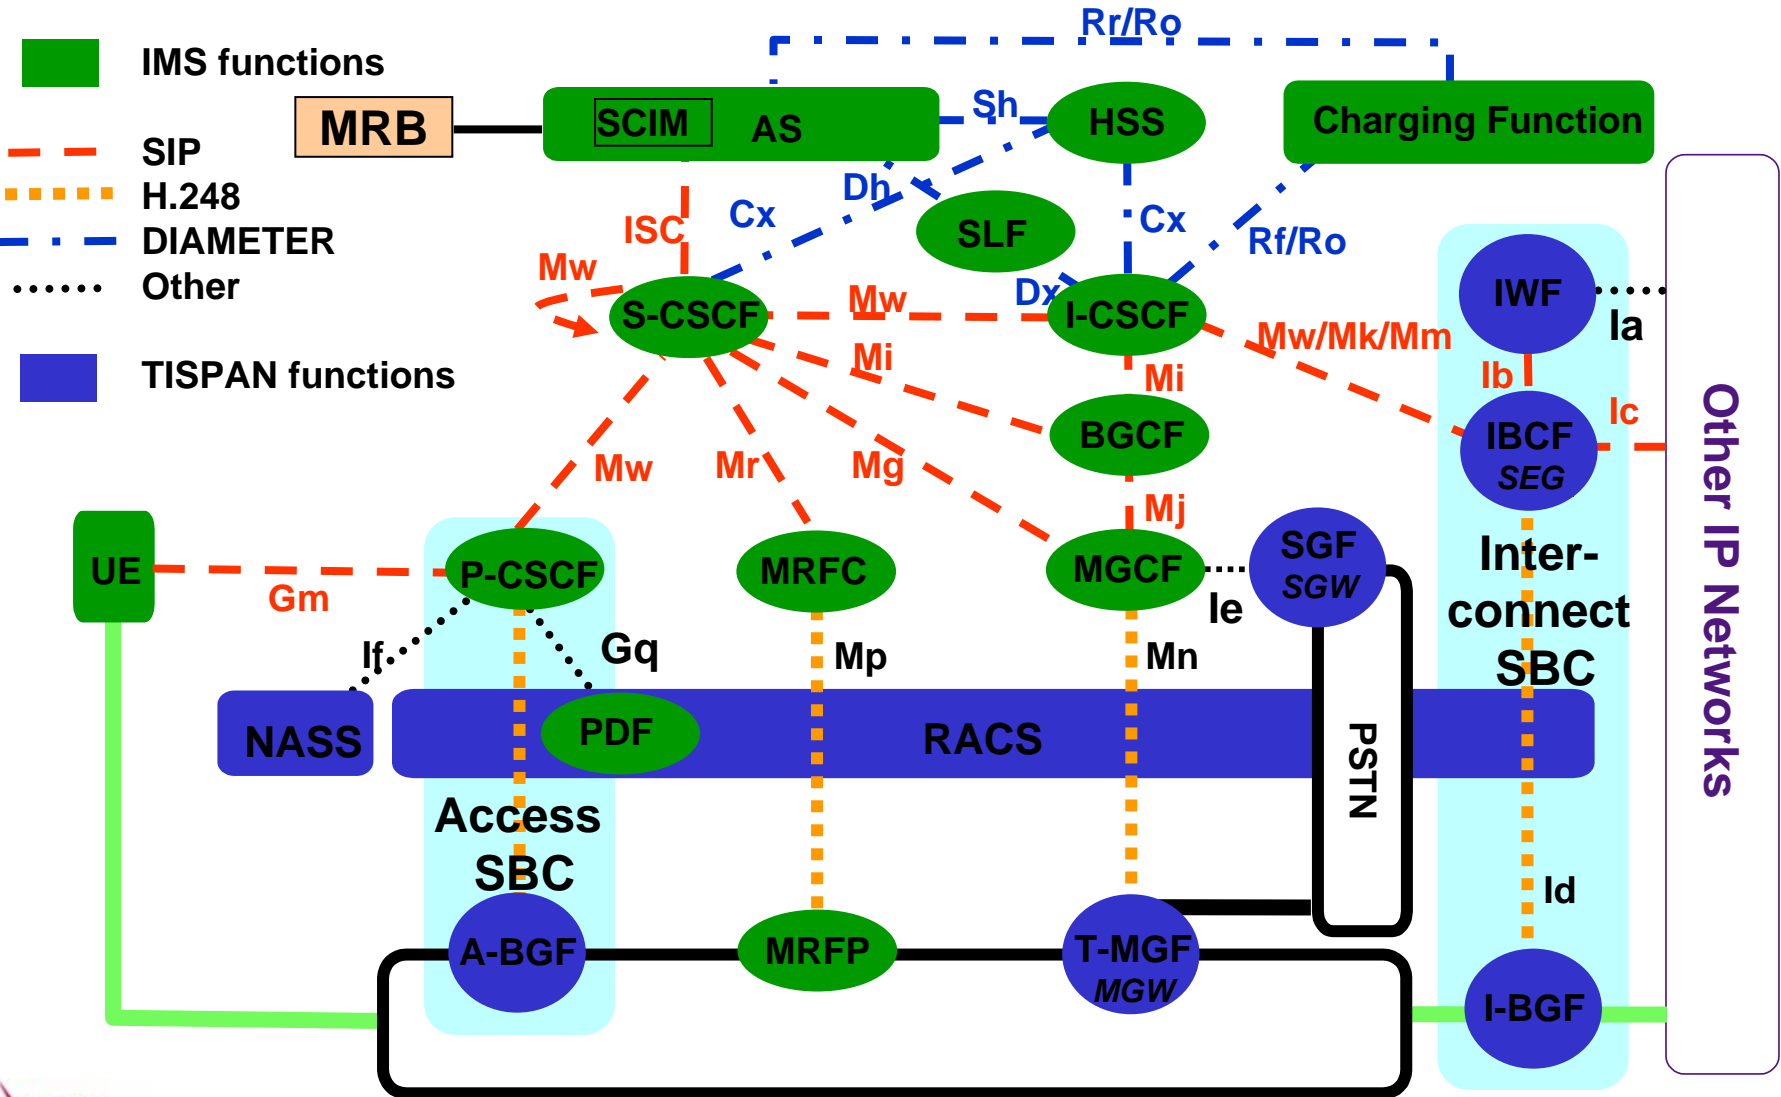 Rr/Ro
IMS functions
MRB
SCIM
AS
Sh
HSS
Charging Function
SIP
H.248
DIAMETER
Other
Dh
Cx
ISC
SLF
Cx
Rf/Ro
Mw
Dx
IWF
Ia
S-CSCF
Mw
I-CSCF
Mw/Mk/Mm
TISPAN functions
Mi
Mi
Ib
Ic
BGCF
IBCF
SEG
Mw
Mr
Mg
Mj
Other IP Networks
UE
Gm
P-CSCF
MRFC
MGCF
Ie
SGF
SGW
Inter-
connect
SBC
If
Gq
Mp
Mn
NASS
PDF
RACS
PSTN
Access
SBC
Id
A-BGF
MRFP
T-MGF
MGW
I-BGF